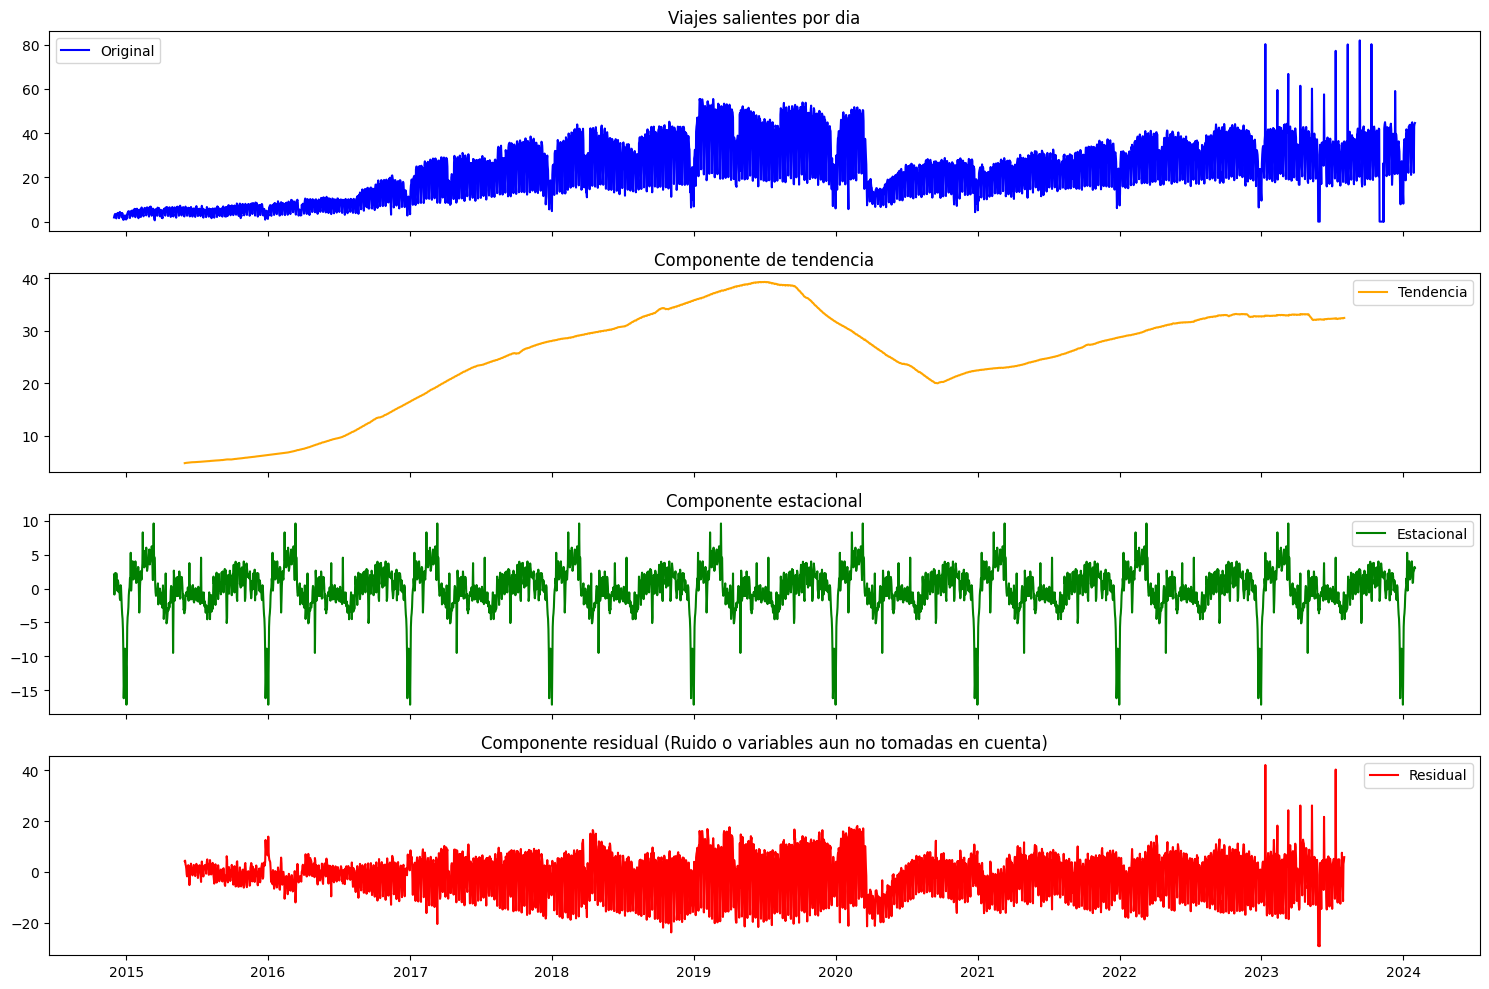 Viajes salientes por dia
Original
80
60
40
20
0
Componente de tendencia
Tendencia
40
30
20
10
Componente estacional
Estacional
10
5
0
−5
−10
−15
Componente residual (Ruido o variables aun no tomadas en cuenta)
Residual
40
20
0
−20
2015 2016 2017 2018 2019 2020 2021 2022 2023 2024